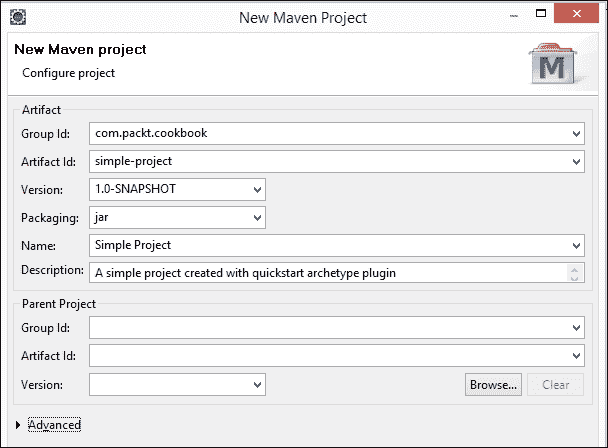 New Maven Project
New Maven project
Configure project
M
Artifact
Group Id: com.packt.cookbook
Artifact Id: simple-project
Version: 1.0-SNAPSHOT
Packaging: jar
Name: Simple Project
Description: A simple project created with quickstart archetype plugin
Parent Project
Group Id:
Artifact Id:
Version: Browse... Clear
Advanced